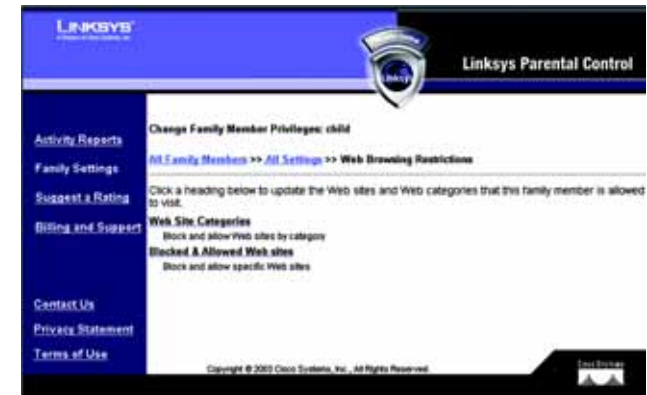 LINKSYS
Linksys
Linksys Parental Control
Activity Reports
Family Settings
Suggest a Rating
Billing and Support
Contact Us
Privacy Statement
Terms of Use
Change Family Member Privileges: child
All Family Members >> All Settings >> Web Browsing Restrictions
Click a heading below to update the Web sites and Web categories that this family member is allowed
to visit.
Web Site Categories
Block and allow Web sites by category
Blocked & Allowed Web sites
Block and allow specific Web sites
Copyright © 2003 Cisco Systems, Inc., All Rights Reserved.
Cisco Systems